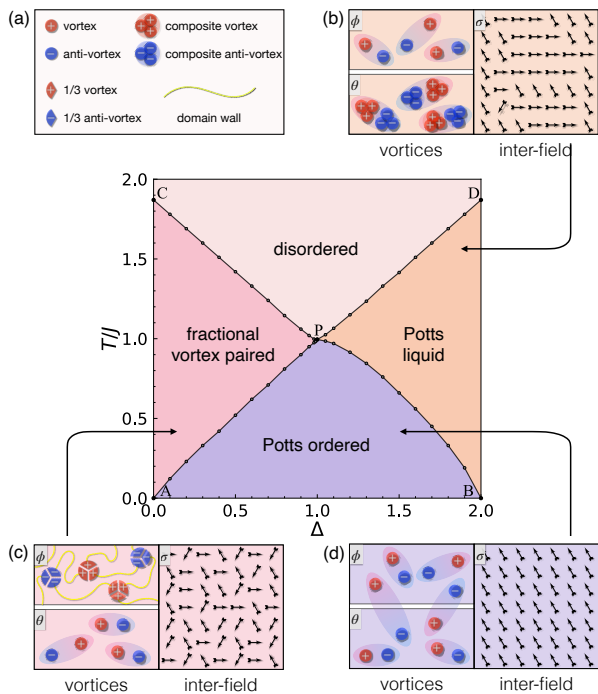 (a)
vortex
composite vortex
anti-vortex
composite anti-vortex
1/3 vortex
1/3 anti-vortex
domain wall
(b)
ϕ
σ
θ
vortices
inter-field
2.0
1.5
1.0
0.5
0.0
T/J
C
D
disordered
P
fractional
vortex paired
Potts
liquid
Potts ordered
A
B
0.0
0.5
1.0
1.5
2.0
Δ
(c)
ϕ
σ
θ
vortices
inter-field
(d)
ϕ
σ
θ
vortices
inter-field